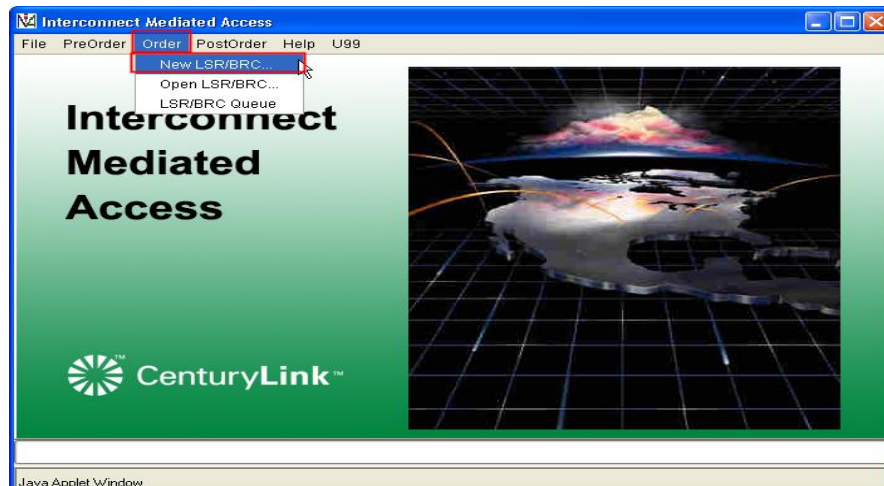 Interconnect Mediated Access
File PreOrder Order PostOrder Help U99
New LSR/BRC...
Open LSR/BRC...
LSR/BRC Queue
Interconnect
Mediated
Access
CenturyLink™
Java Applet Window